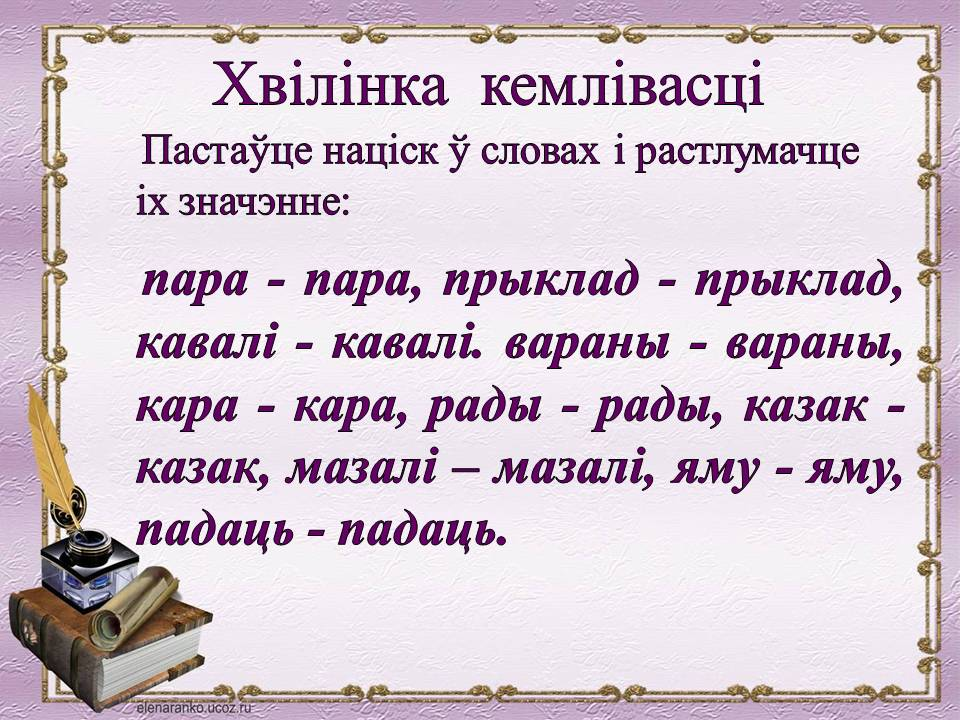 Хвілінка кемлівасці
Пастаўце націск ў словах і растлумачце
іх значэнне:
пара - пара, прыклад - прыклад,
кавалі - кавалі. вараны - вараны,
кара - кара, рады - рады, казак -
казак, мазалі – мазалі, яму - яму,
падаць - падаць.
elenaranko.ucoz.ru